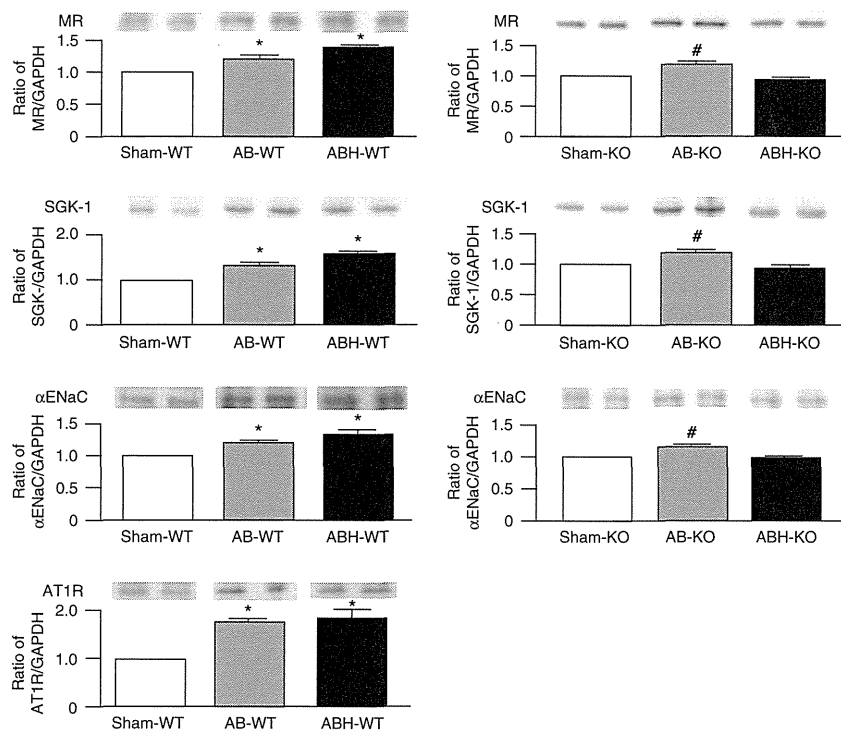 MR
Ratio of
MR/GAPDH
1.5
*
*
1.0
0.5
0
Sham-WT AB-WT ABH-WT
MR
Ratio of
MR/GAPDH
1.5
#
1.0
0.5
0
Sham-KO AB-KO ABH-KO
SGK-1
Ratio of
SGK-/GAPDH
2.0
*
*
1.0
0
Sham-WT AB-WT ABH-WT
SGK-1
Ratio of
SGK-1/GAPDH
1.5
#
1.0
0.5
0
Sham-KO AB-KO ABH-KO
αENaC
Ratio of
αENaC/GAPDH
1.5
*
*
1.0
0.5
0
Sham-WT AB-WT ABH-WT
αENaC
Ratio of
αENaC/GAPDH
1.5
#
1.0
0.5
0
Sham-KO AB-KO ABH-KO
AT1R
Ratio of
AT1R/GAPDH
2.0
*
*
1.0
0
Sham-WT AB-WT ABH-WT